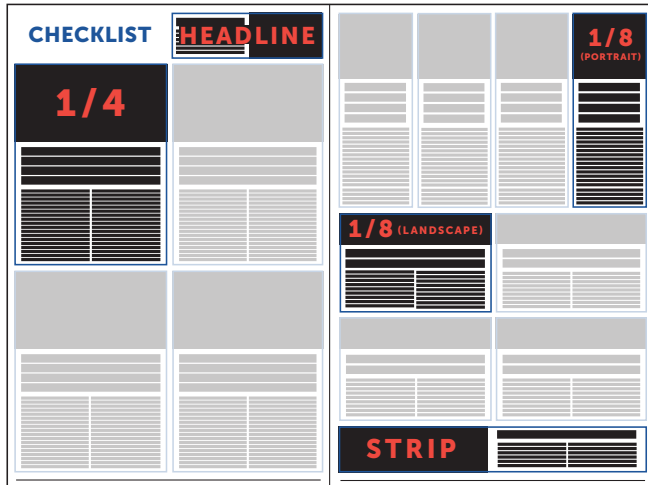 CHECKLIST
HEADLINE
1/4
1/8
(PORTRAIT)
1/8 (LANDSCAPE)
STRIP